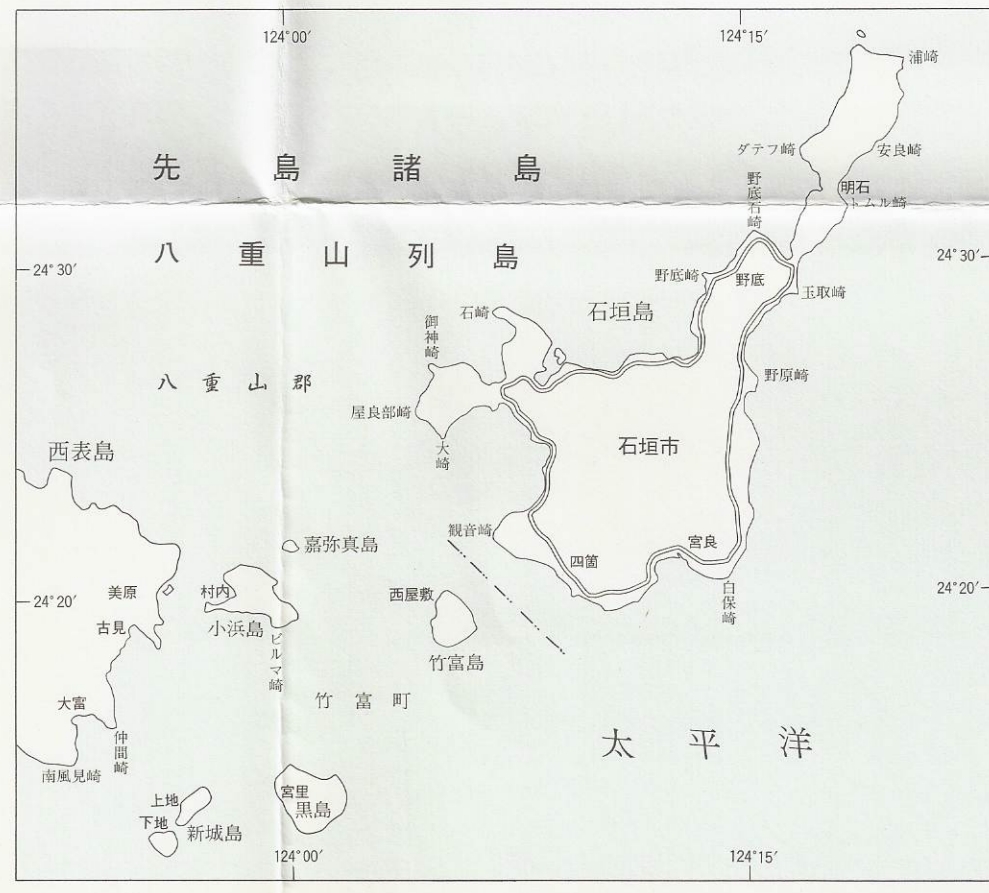 124°00′
124°15′
浦崎
ダテフ崎
安良崎
先島諸島
野底石崎
明石
トムル崎
八重山列島
24°30′
24°30′
野底崎
野底
玉取崎
石垣島
石崎
御神崎
八重山郡
野原崎
屋良部崎
大崎
石垣市
西表島
観音崎
嘉弥真島
宮良
四箇
美原
村内
西屋敷
白保崎
24°20′
24°20′
古見
小浜島
ビルマ崎
竹富島
大富
竹富町
仲間崎
太平洋
南風見崎
上地
宮里
黒島
下地
新城島
124°00′
124°15′